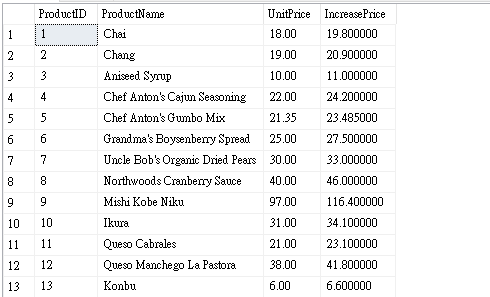 ProductID ProductName UnitPrice IncreasePrice
1 1 Chai 18.00 19.800000
2 2 Chang 19.00 20.900000
3 3 Aniseed Syrup 10.00 11.000000
4 4 Chef Anton's Cajun Seasoning 22.00 24.200000
5 5 Chef Anton's Gumbo Mix 21.35 23.485000
6 6 Grandma's Boysenberry Spread 25.00 27.500000
7 7 Uncle Bob's Organic Dried Pears 30.00 33.000000
8 8 Northwoods Cranberry Sauce 40.00 46.000000
9 9 Mishi Kobe Niku 97.00 116.400000
10 10 Ikura 31.00 34.100000
11 11 Queso Cabrales 21.00 23.100000
12 12 Queso Manchego La Pastora 38.00 41.800000
13 13 Konbu 6.00 6.600000